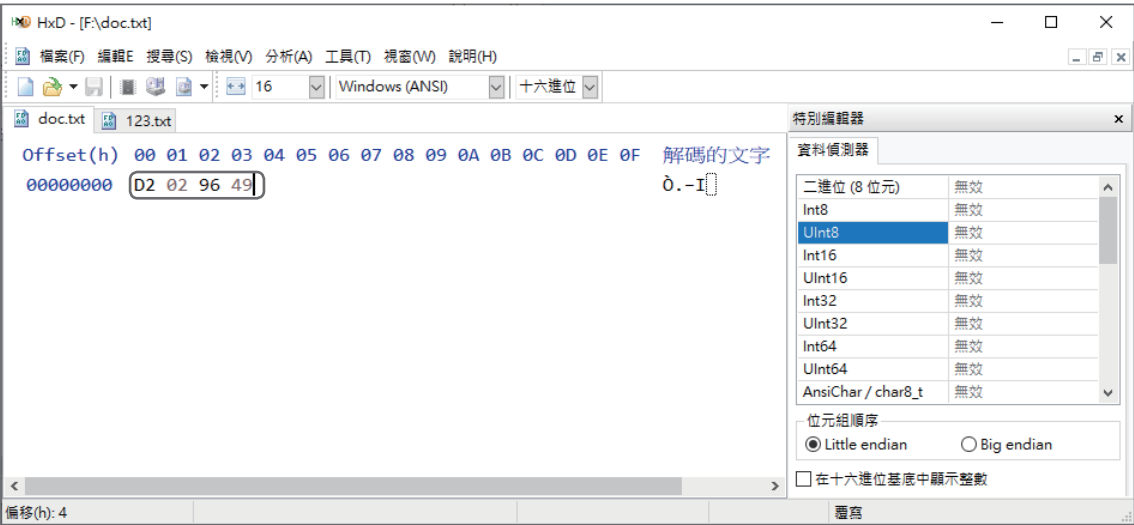 HxD - [F:\doc.txt]
檔案(F) 編輯E 搜尋(S) 檢視(V) 分析(A) 工具(T) 視窗(W) 說明(H)
16 Windows (ANSI) 十六進位
doc.txt 123.txt
Offset(h) 00 01 02 03 04 05 06 07 08 09 0A 0B 0C 0D 0E 0F 解碼的文字
00000000 D2 02 96 49 Ò.–I
特別編輯器
資料偵測器
二進位 (8 位元) 無效
Int8 無效
UInt8 無效
Int16 無效
UInt16 無效
Int32 無效
UInt32 無效
Int64 無效
UInt64 無效
AnsiChar / char8_t 無效
位元組順序
Little endian Big endian
在十六進位基底中顯示整數
偏移(h): 4 覆寫